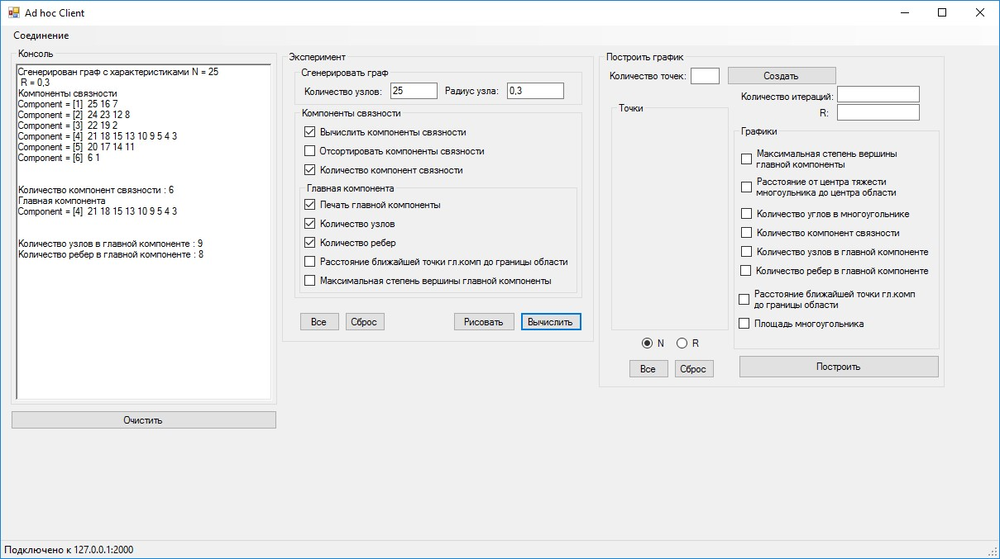 Ad hoc Client
Соединение
Консоль
Сгенерирован граф с характеристиками N = 25
R = 0,3
Компоненты связности
Component = [1]  25 16 7
Component = [2]  24 23 12 8
Component = [3]  22 19 2
Component = [4]  21 18 15 13 10 9 5 4 3
Component = [5]  20 17 14 11
Component = [6]  6 1
Количество компонент связности : 6
Главная компонента
Component = [4]  21 18 15 13 10 9 5 4 3
Количество узлов в главной компоненте : 9
Количество ребер в главной компоненте : 8
Очистить
Эксперимент
Сгенерировать граф
Количество узлов: 25 Радиус узла: 0,3
Компоненты связности
Вычислить компоненты связности
Отсортировать компоненты связности
Количество компонент связности
Главная компонента
Печать главной компоненты
Количество узлов
Количество ребер
Расстояние ближайшей точки гл.комп до границы области
Максимальная степень вершины главной компоненты
Все Сброс Рисовать Вычислить
Построить график
Количество точек: Создать
Количество итераций:
R:
Точки
N R
Все Сброс
Графики
Максимальная степень вершины
главной компоненты
Расстояние от центра тяжести
многоульника до центра области
Количество углов в многоугольнике
Количество компонент связности
Количество узлов в главной компоненте
Количество ребер в главной компоненте
Расстояние ближайшей точки гл.комп
до границы области
Площадь многоугольника
Построить
Подключено к 127.0.0.1:2000